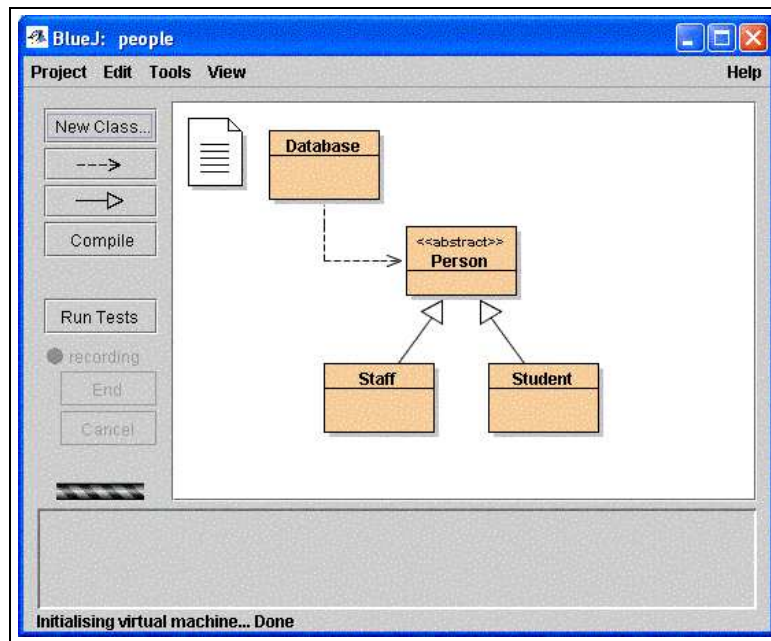 BlueJ: people
Project Edit Tools View Help
New Class...
Compile
Run Tests
recording
End
Cancel
Database
<<abstract>>
Person
Staff
Student
Initialising virtual machine... Done